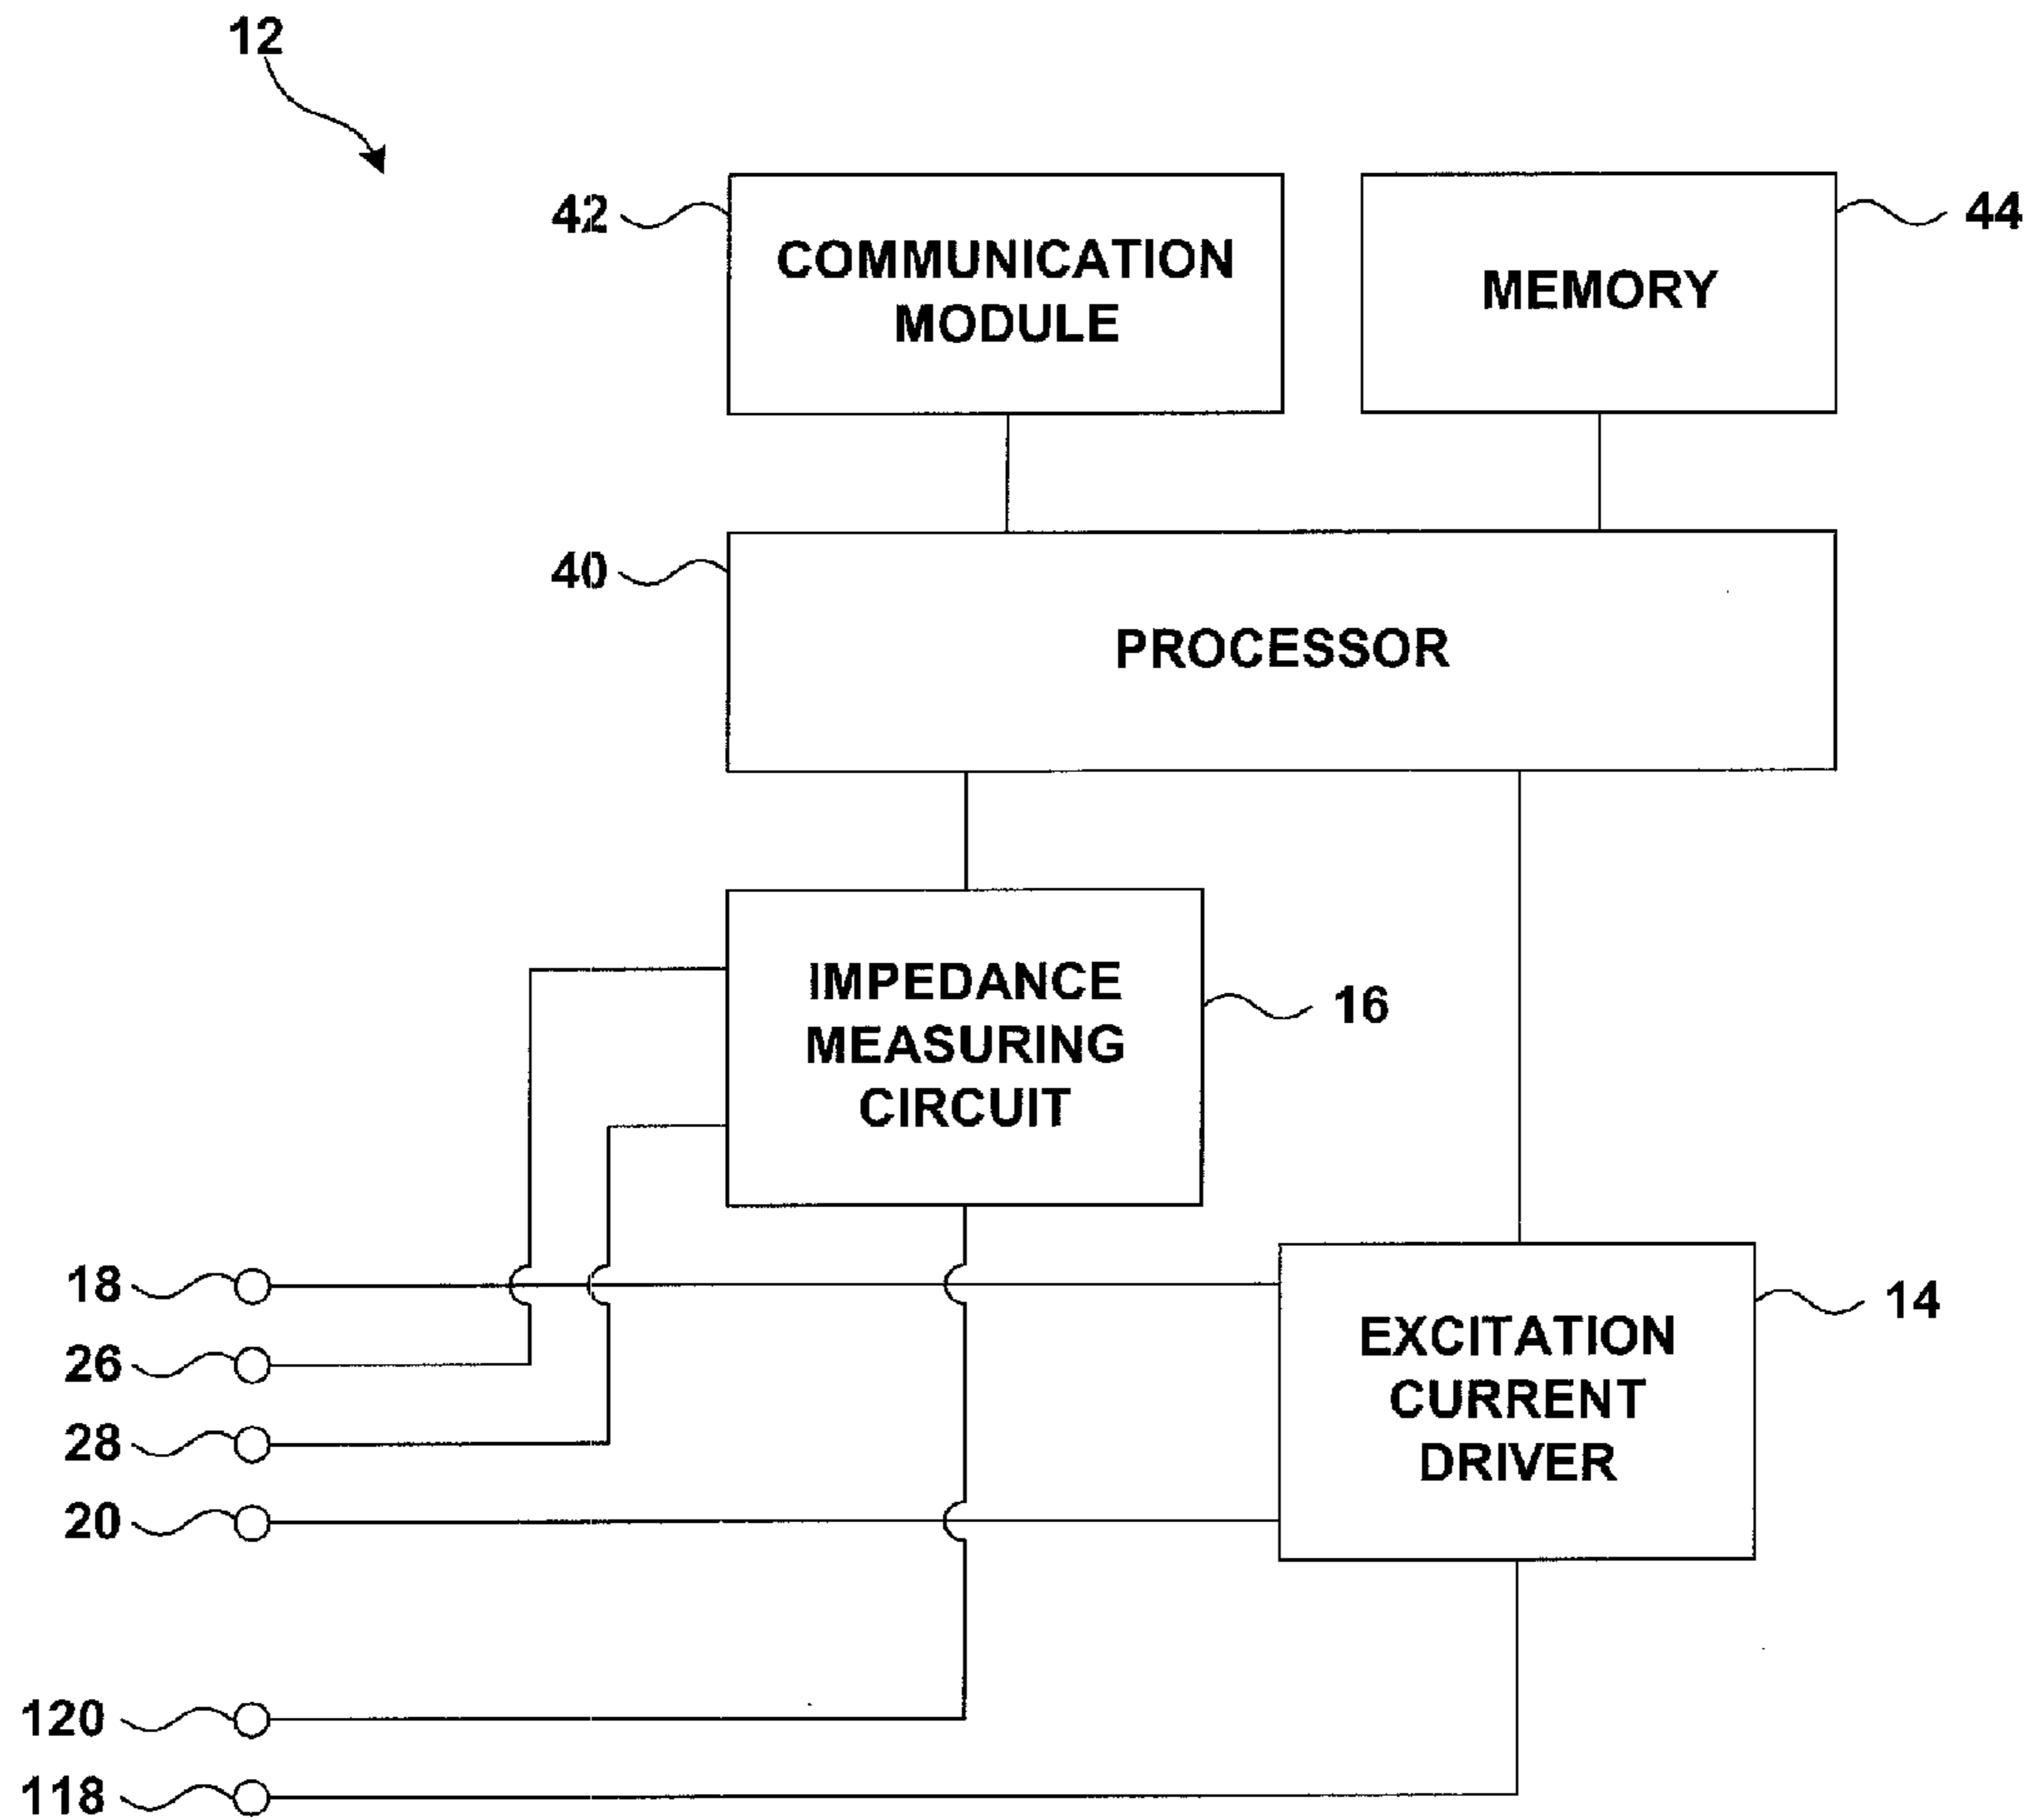 12
42
COMMUNICATION
MODULE
MEMORY
44
40
PROCESSOR
IMPEDANCE
MEASURING
CIRCUIT
16
18
26
28
20
EXCITATION
CURRENT
DRIVER
14
120
118